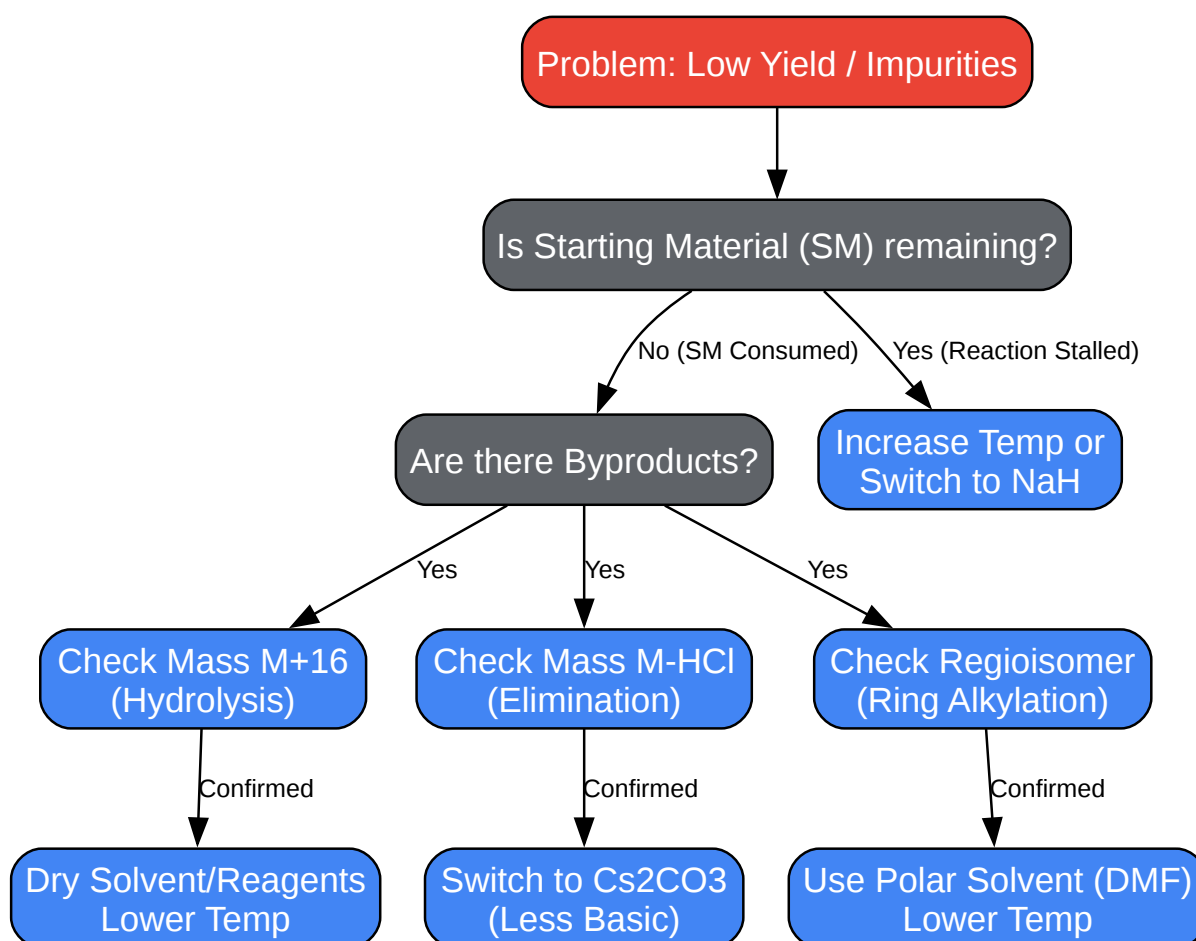 Problem: Low Yield / Impurities
Is Starting Material (SM) remaining?
No (SM Consumed)
Yes (Reaction Stalled)
Are there Byproducts?
Increase Temp or
Switch to NaH
Yes
Yes
Yes
Check Mass M+16
(Hydrolysis)
Check Mass M-HCl
(Elimination)
Check Regioisomer
(Ring Alkylation)
Confirmed
Confirmed
Confirmed
Dry Solvent/Reagents
Lower Temp
Switch to Cs2CO3
(Less Basic)
Use Polar Solvent (DMF)
Lower Temp